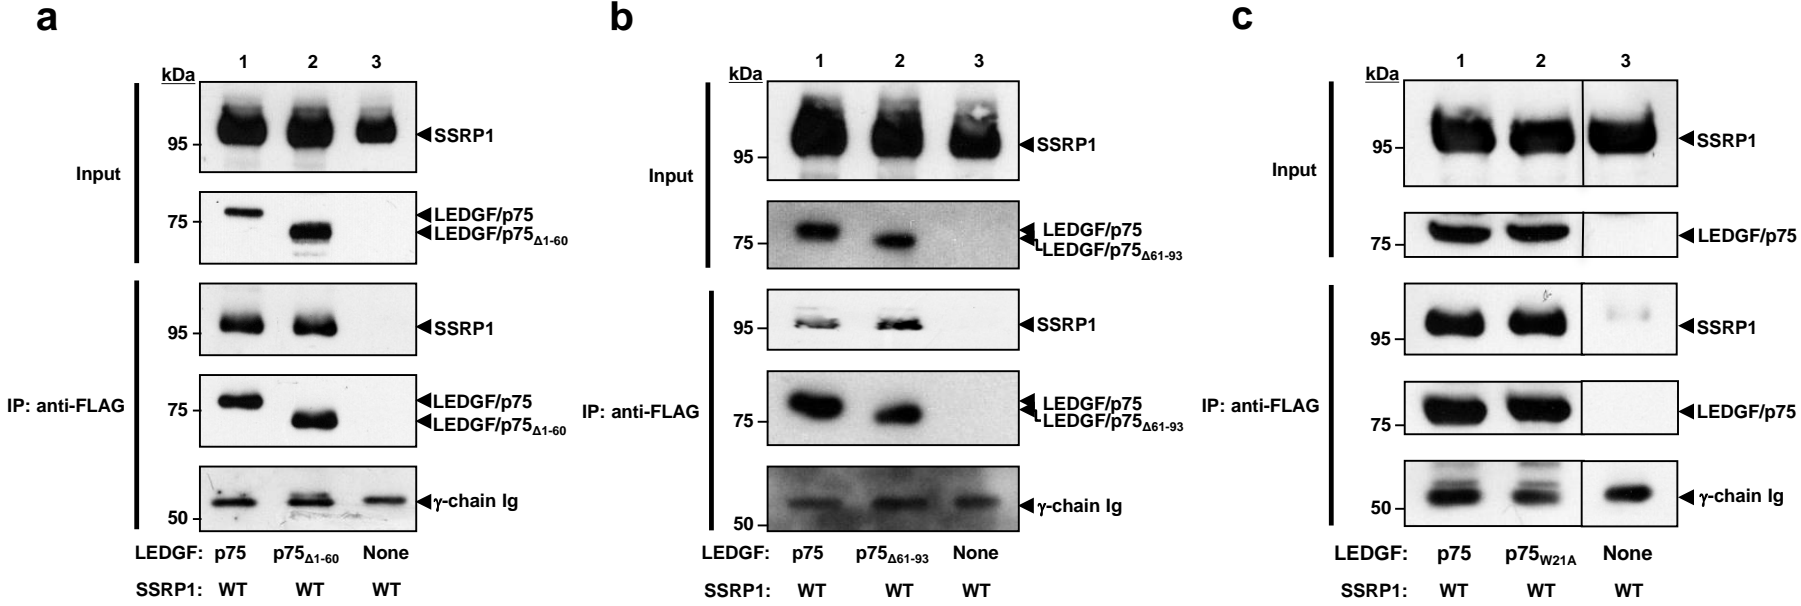 a
1 2 3
kDa
95
SSRP1
Input
75
LEDGF/p75
LEDGF/p75Δ1-60
95
SSRP1
IP: anti-FLAG
75
LEDGF/p75
LEDGF/p75Δ1-60
γ-chain Ig
50
LEDGF: p75 p75Δ1-60 None
SSRP1: WT WT WT
b
1 2 3
kDa
95
SSRP1
Input
75
LEDGF/p75
LEDGF/p75Δ61-93
95
SSRP1
IP: anti-FLAG
75
LEDGF/p75
LEDGF/p75Δ61-93
γ-chain Ig
50
LEDGF: p75 p75Δ61-93 None
SSRP1: WT WT WT
c
1 2 3
kDa
95
SSRP1
Input
75
LEDGF/p75
95
SSRP1
IP: anti-FLAG
75
LEDGF/p75
γ-chain Ig
50
LEDGF: p75 p75W21A None
SSRP1: WT WT WT